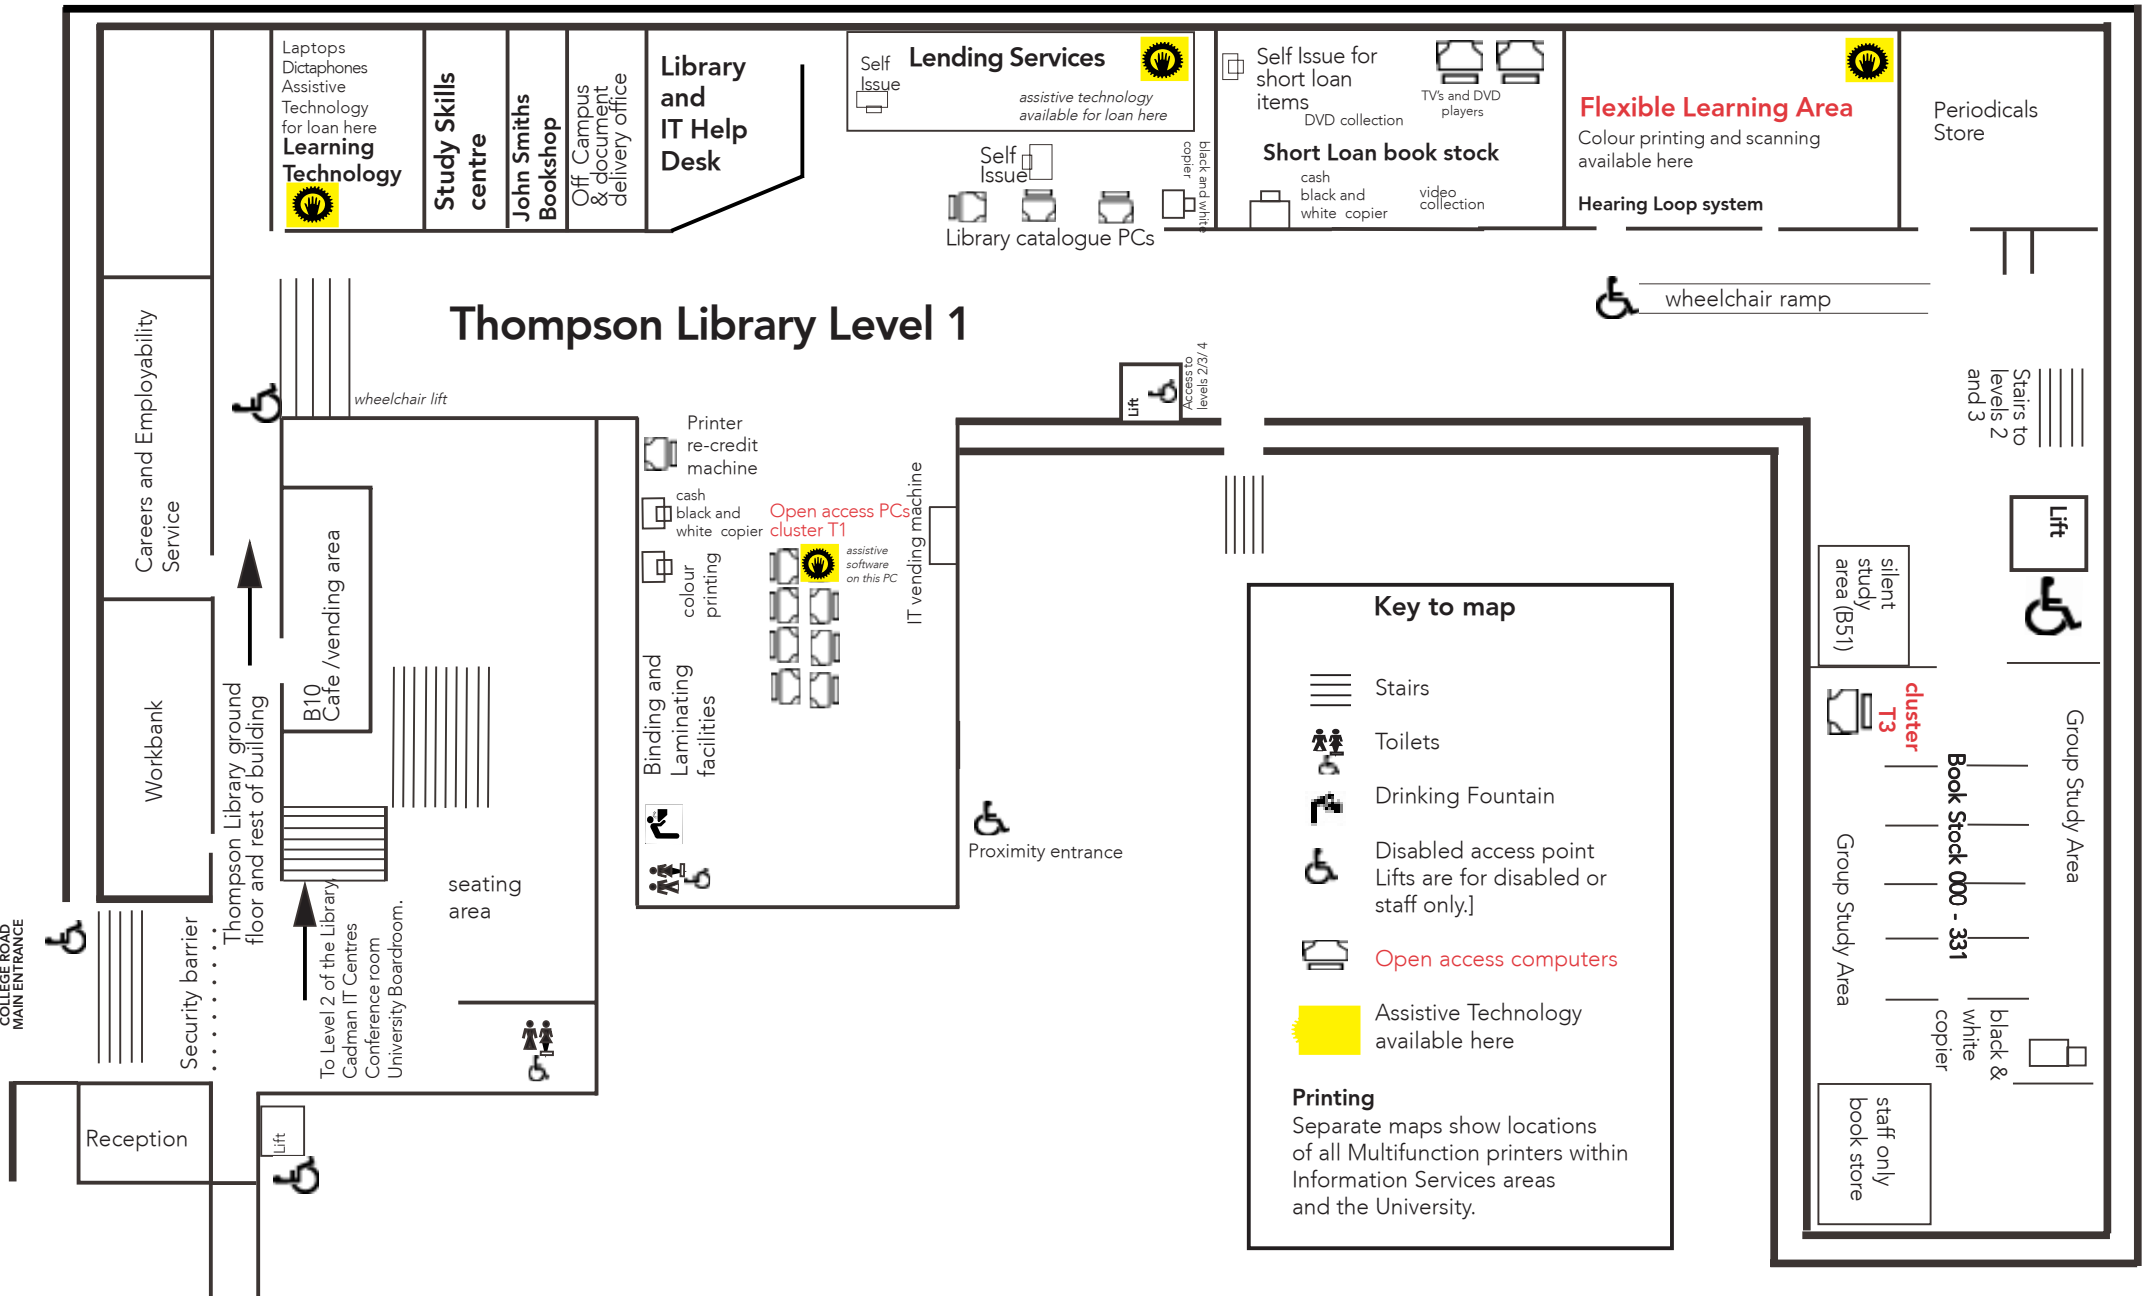 Laptops
Dictaphones
Assistive
Technology
for loan here
Learning
Technology
Study Skills
centre
John Smiths
Bookshop
Off Campus
& document
delivery office
Library
and
IT Help
Desk
Self
Issue
Lending Services
assistive technology
available for loan here
Self
Issue
black and white
copier
Library catalogue PCs
Self Issue for
short loan
items
DVD collection
TV's and DVD
players
Short Loan book stock
cash
black and
white copier
video
collection
Flexible Learning Area
Colour printing and scanning
available here
Hearing Loop system
Periodicals
Store
wheelchair ramp
Thompson Library Level 1
Careers and Employability
Service
wheelchair lift
Lift
Access to
levels 2/3/ 4
Stairs to
levels 2
and 3
Lift
Printer
re-credit
machine
cash
black and
white copier
colour
printing
Open access PCs
cluster T1
assistive
software
on this PC
IT vending machine
Binding and
Laminating
facilities
B10
Cafe /vending area
Workbank
Thompson Library ground
floor and rest of building
seating
area
Proximity entrance
silent
study
area (B51)
cluster
T3
Group Study Area
Book Stock 000 - 331
Group Study Area
black &
white
copier
staff only
book store
COLLEGE ROAD
MAIN ENTRANCE
Security barrier
To Level 2 of the Library,
Cadman IT Centres
Conference room
University Boardroom.
Reception
Lift
Key to map
Stairs
Toilets
Drinking Fountain
Disabled access point
Lifts are for disabled or
staff only.]
Open access computers
Assistive Technology
available here
Printing
Separate maps show locations
of all Multifunction printers within
Information Services areas
and the University.